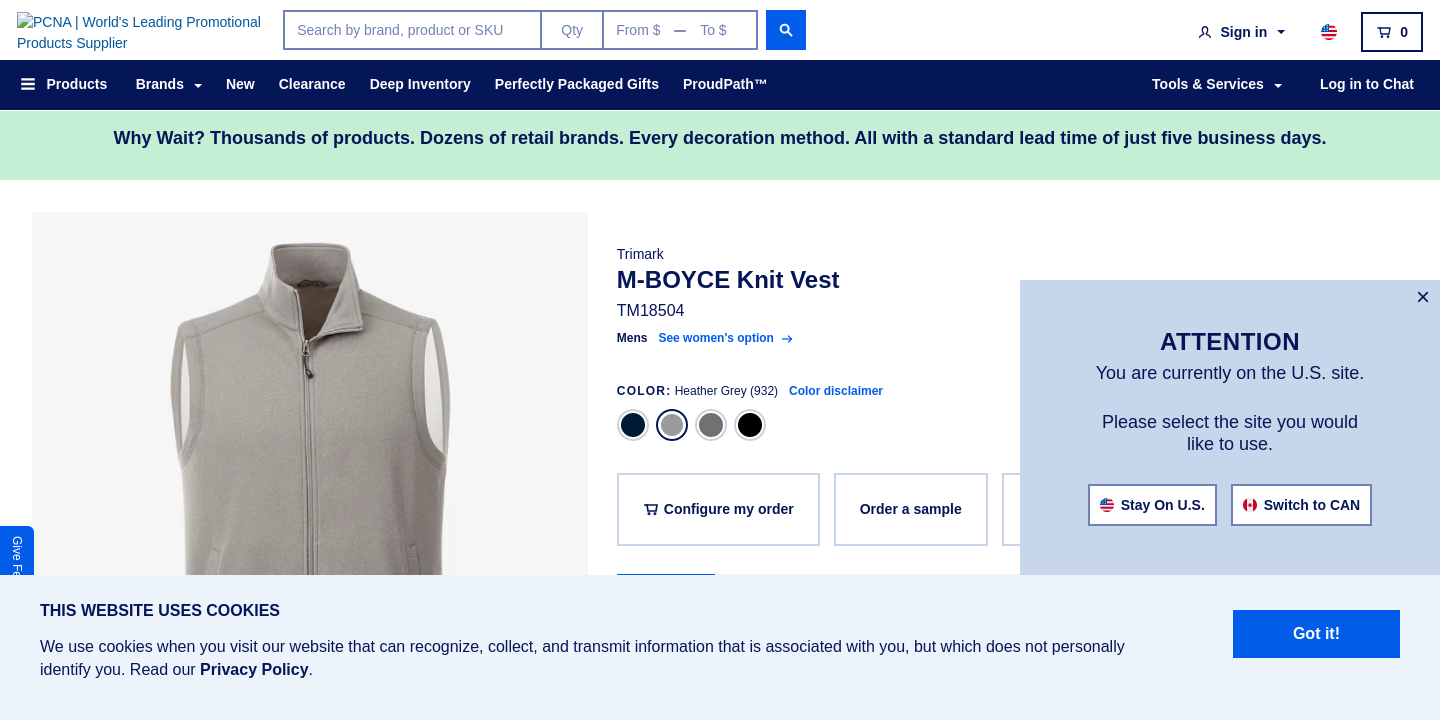 PCNA | World's Leading Promotional
Products Supplier
Search by brand, product or SKU
Qty
From $
To $
Sign in
0
Products
Brands
New
Clearance
Deep Inventory
Perfectly Packaged Gifts
ProudPath™
Tools & Services
Log in to Chat
Why Wait? Thousands of products. Dozens of retail brands. Every decoration method. All with a standard lead time of just five business days.
Trimark
M-BOYCE Knit Vest
TM18504
Mens See women's option
COLOR: Heather Grey (932) Color disclaimer
Configure my order
Order a sample
×
ATTENTION
You are currently on the U.S. site.
Please select the site you would
like to use.
Stay On U.S.
Switch to CAN
Give Fe
THIS WEBSITE USES COOKIES
We use cookies when you visit our website that can recognize, collect, and transmit information that is associated with you, but which does not personally
identify you. Read our Privacy Policy.
Got it!